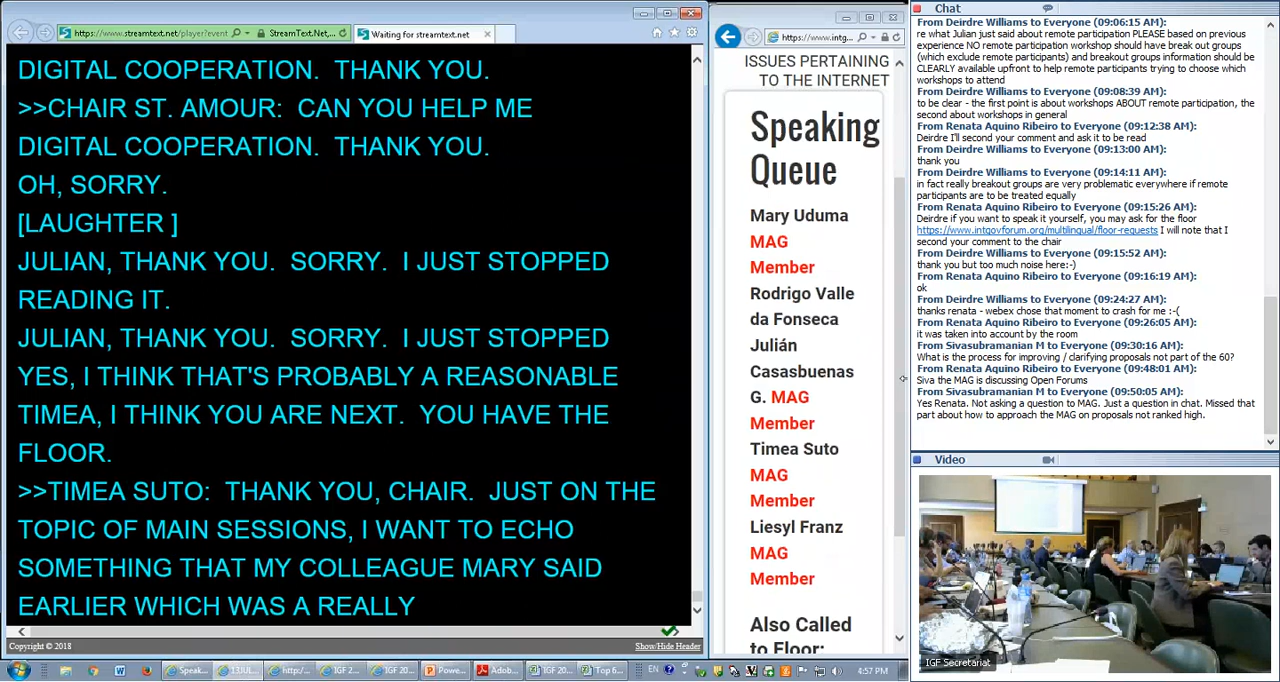 https://www.streamtext.net/player?event
StreamText.Net,...
Waiting for streamtext.net
DIGITAL COOPERATION.  THANK YOU.
>>CHAIR ST. AMOUR:  CAN YOU HELP ME
DIGITAL COOPERATION.  THANK YOU.
OH, SORRY.
[LAUGHTER ]
JULIAN, THANK YOU.  SORRY.  I JUST STOPPED
READING IT.
JULIAN, THANK YOU.  SORRY.  I JUST STOPPED
YES, I THINK THAT'S PROBABLY A REASONABLE
TIMEA, I THINK YOU ARE NEXT.  YOU HAVE THE
FLOOR.
>>TIMEA SUTO:  THANK YOU, CHAIR.  JUST ON THE
TOPIC OF MAIN SESSIONS, I WANT TO ECHO
SOMETHING THAT MY COLLEAGUE MARY SAID
EARLIER WHICH WAS A REALLY
Copyright © 2018
Show/Hide Header
https://www.intg...
ISSUES PERTAINING
TO THE INTERNET
Speaking
Queue
Mary Uduma
MAG
Member
Rodrigo Valle
da Fonseca
Julián
Casasbuenas
G. MAG
Member
Timea Suto
MAG
Member
Liesyl Franz
MAG
Member
Also Called
to Floor:
Chat
From Deirdre Williams to Everyone (09:06:15 AM):
re what Julian just said about remote participation PLEASE based on previous
experience NO remote participation workshop should have break out groups
(which exclude remote participants) and breakout groups information should be
CLEARLY available upfront to help remote participants trying to choose which
workshops to attend
From Deirdre Williams to Everyone (09:08:39 AM):
to be clear - the first point is about workshops ABOUT remote participation, the
second about workshops in general
From Renata Aquino Ribeiro to Everyone (09:12:38 AM):
Deirdre I'll second your comment and ask it to be read
From Deirdre Williams to Everyone (09:13:00 AM):
thank you
From Deirdre Williams to Everyone (09:14:11 AM):
in fact really breakout groups are very problematic everywhere if remote
participants are to be treated equally
From Renata Aquino Ribeiro to Everyone (09:15:26 AM):
Deirdre if you want to speak it yourself, you may ask for the floor
https://www.intgovforum.org/multilingual/floor-requests I will note that I
second your comment to the chair
From Deirdre Williams to Everyone (09:15:52 AM):
thank you but too much noise here:-)
From Renata Aquino Ribeiro to Everyone (09:16:19 AM):
ok
From Deirdre Williams to Everyone (09:24:27 AM):
thanks renata - webex chose that moment to crash for me :-(
From Renata Aquino Ribeiro to Everyone (09:26:05 AM):
it was taken into account by the room
From Sivasubramanian M to Everyone (09:30:16 AM):
What is the process for improving / clarifying proposals not part of the 60?
From Renata Aquino Ribeiro to Everyone (09:48:01 AM):
Siva the MAG is discussing Open Forums
From Sivasubramanian M to Everyone (09:50:05 AM):
Yes Renata. Not asking a question to MAG. Just a question in chat. Missed that
part about how to approach the MAG on proposals not ranked high.
Video
IGF Secretariat
Speak...
13JUL...
http:/...
IGF 2...
IGF 20...
Powe...
Adob...
IGF 20...
Top 6...
EN
4:57 PM